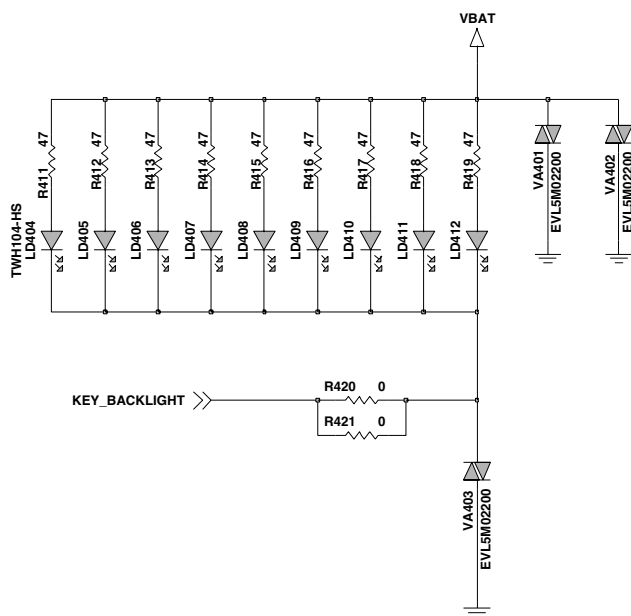 VBAT
R411 47
R412 47
R413 47
R414 47
R415 47
R416 47
R417 47
R418 47
R419 47
VA401
EVL5M02200
VA402
EVL5M02200
TWH104-HS
LD404
LD405
LD406
LD407
LD408
LD409
LD410
LD411
LD412
KEY_BACKLIGHT
R420 0
R421 0
VA403
EVL5M02200